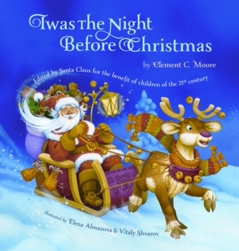 'Twas The Night
Before Christmas
by Clement C. Moore
Edited by Santa Claus for the benefit of children of the 21st century
illustrated by Elena Almazova & Vitaly Shvarov